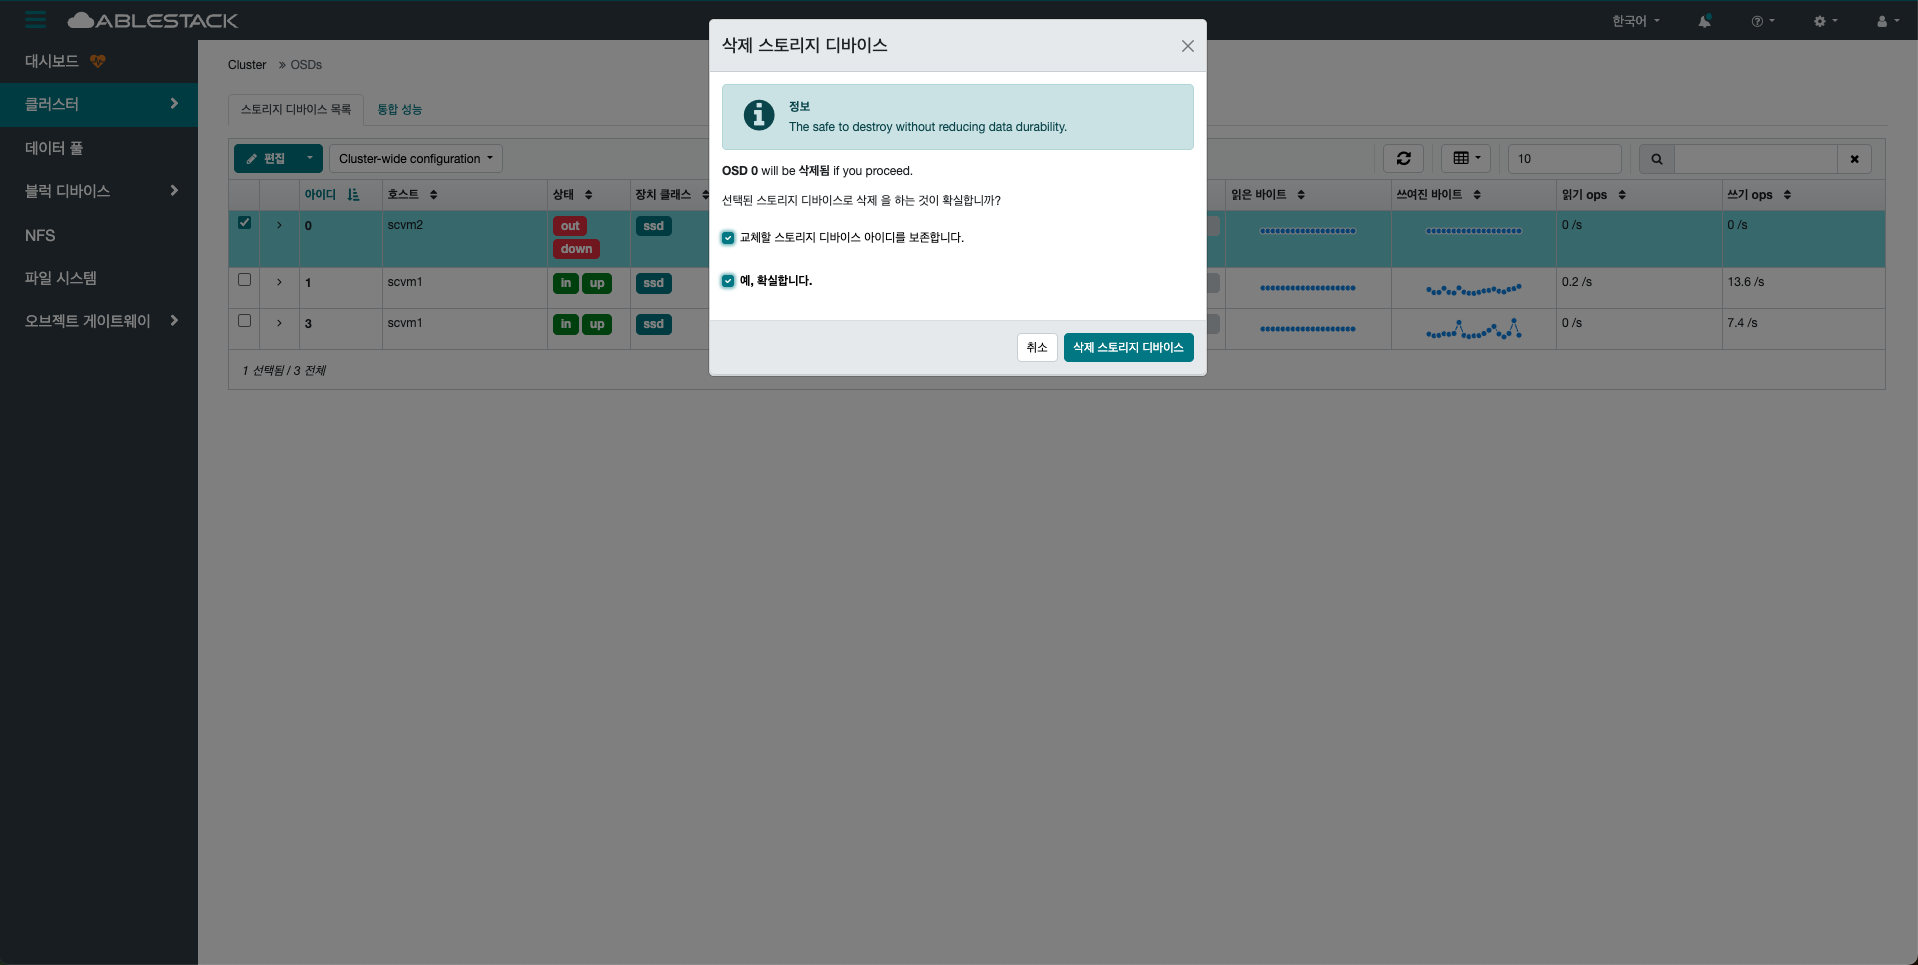 ABLESTACK
한국어
대시보드
클러스터
데이터 풀
블럭 디바이스
NFS
파일 시스템
오브젝트 게이트웨이
Cluster » OSDs
스토리지 디바이스 목록 통합 성능
편집 Cluster-wide configuration 10
아이디 호스트 상태 장치 클래스 읽은 바이트 쓰여진 바이트 읽기 ops 쓰기 ops
0 scvm2 out down ssd 0 /s 0 /s
1 scvm1 in up ssd 0.2 /s 13.6 /s
3 scvm1 in up ssd 0 /s 7.4 /s
1 선택됨 / 3 전체
삭제 스토리지 디바이스
정보
The safe to destroy without reducing data durability.
OSD 0 will be 삭제됨 if you proceed.
선택된 스토리지 디바이스로 삭제 을 하는 것이 확실합니까?
교체할 스토리지 디바이스 아이디를 보존합니다.
예, 확실합니다.
취소 삭제 스토리지 디바이스